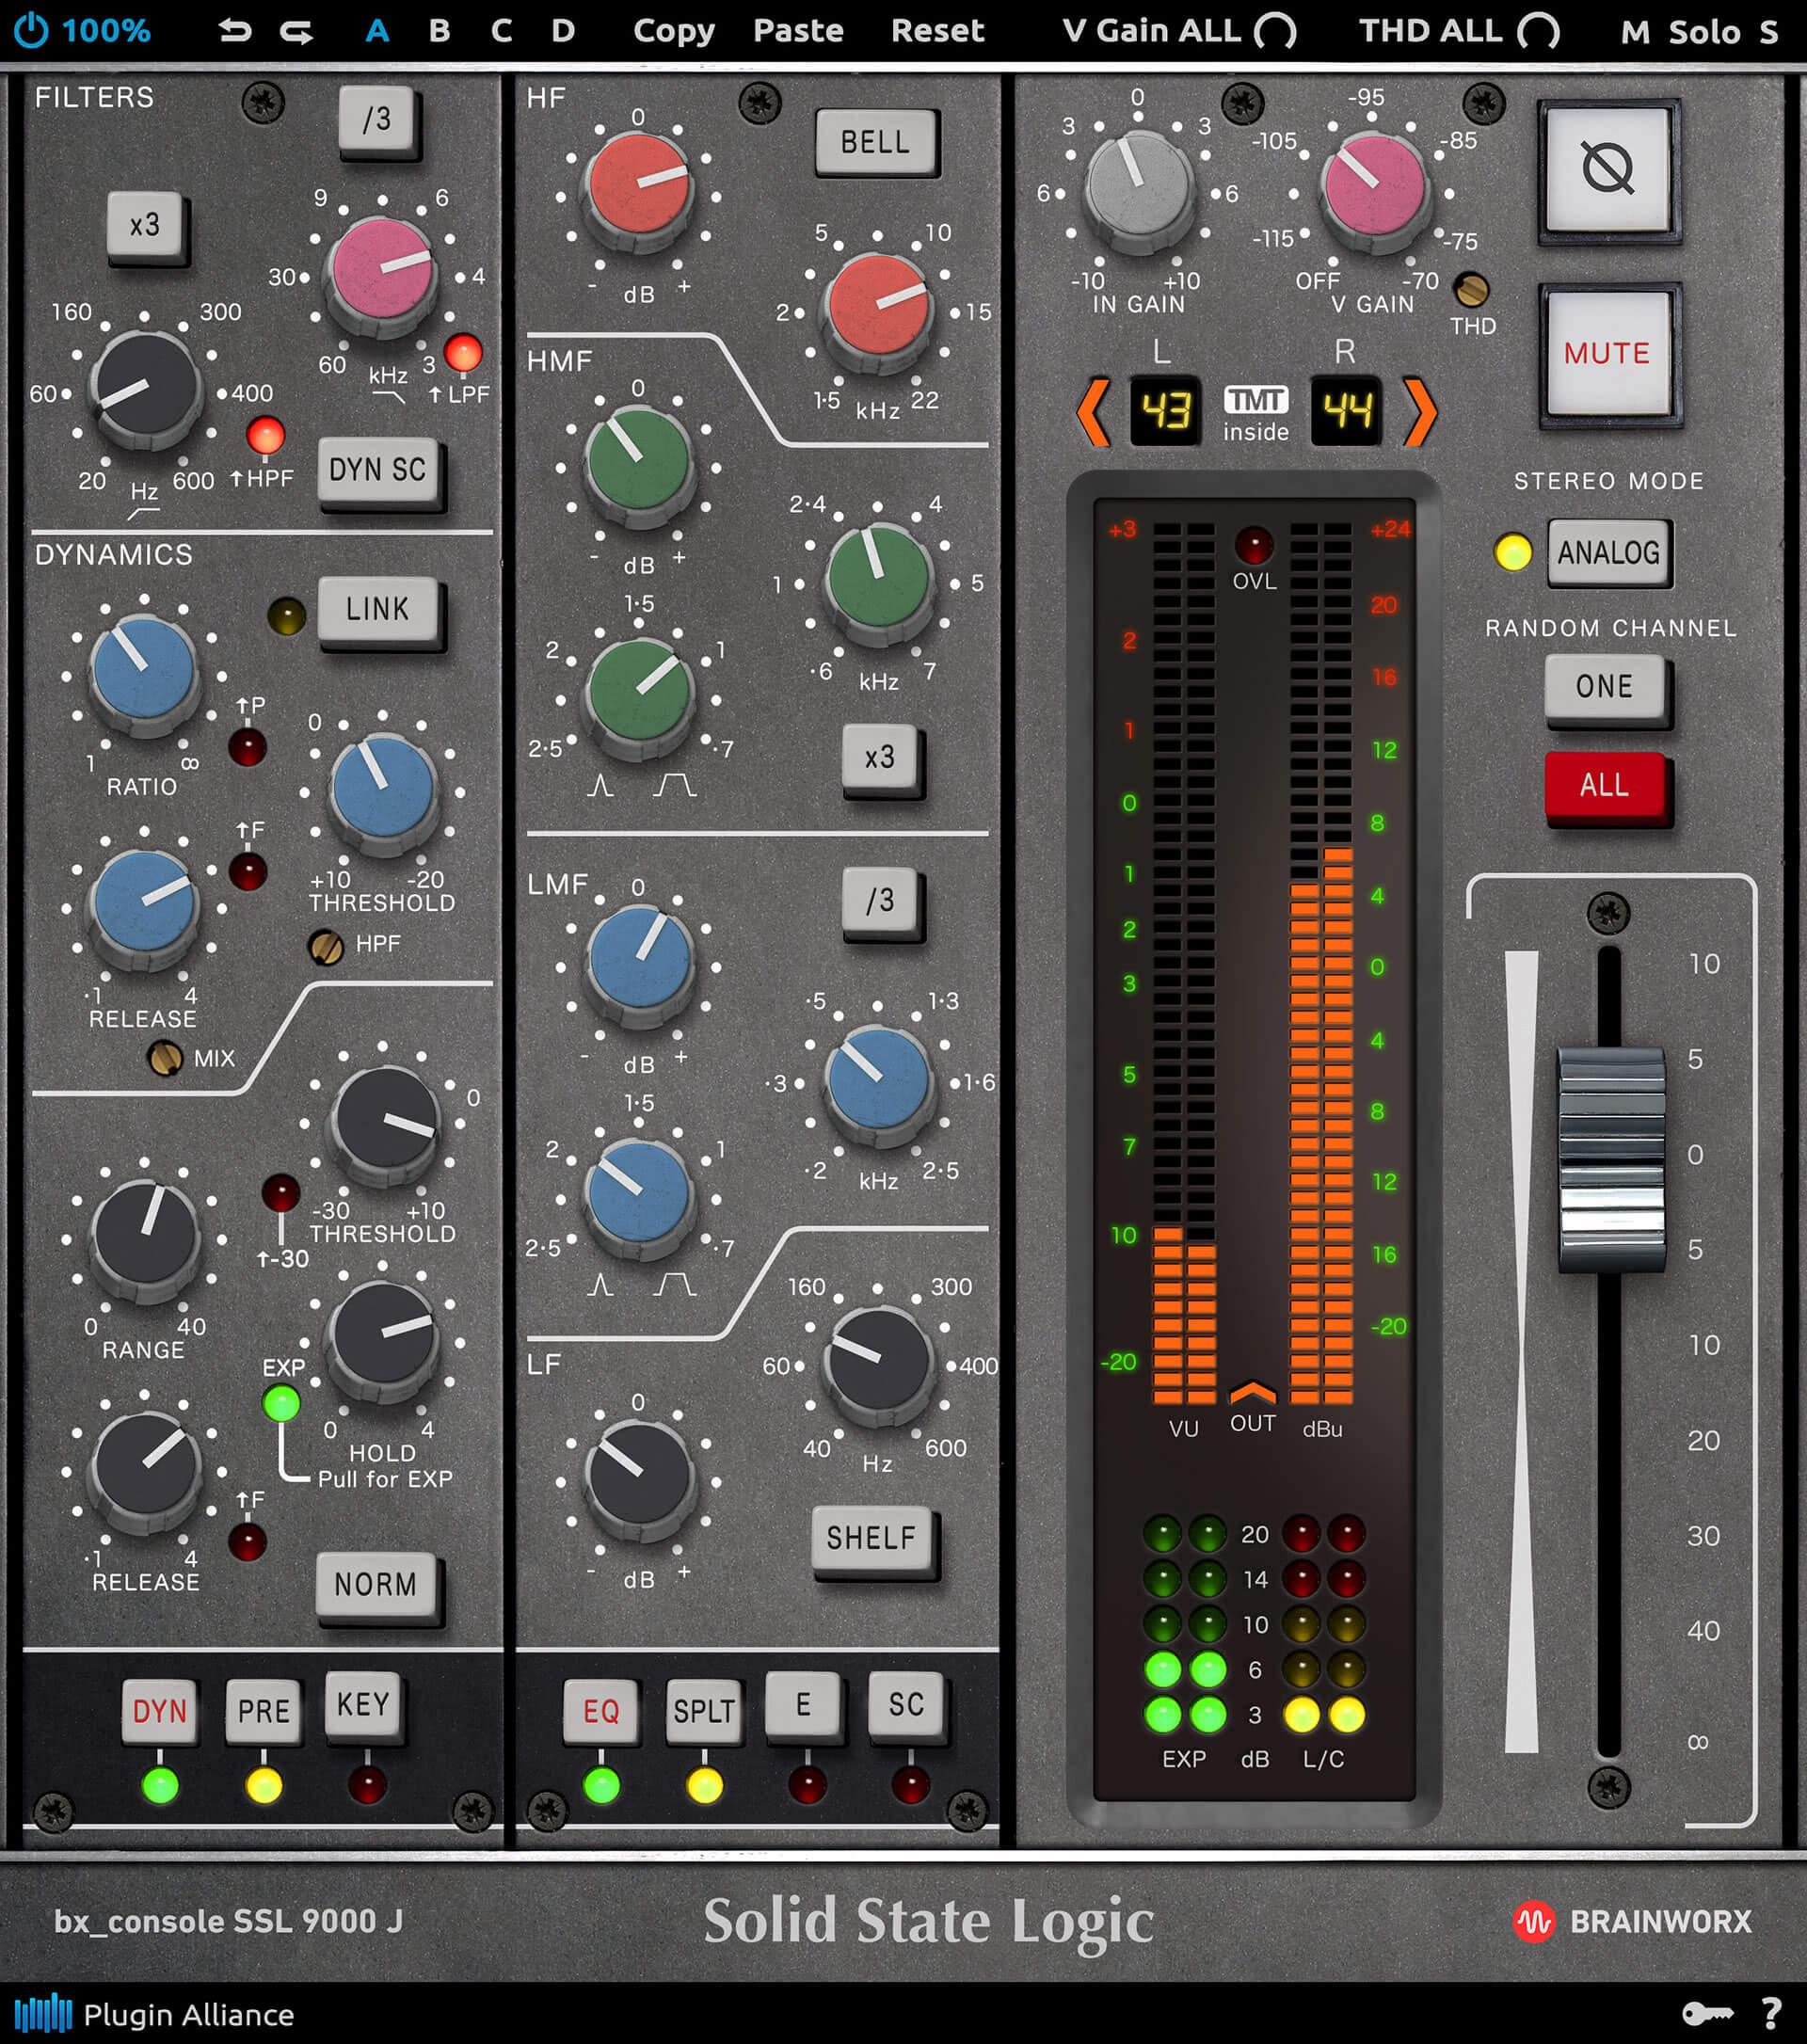 100% A B C D Copy Paste Reset V Gain ALL THD ALL M Solo S
FILTERS
/3
x3
9 6
30 4
60 3
kHz
↑LPF
160 300
60 400
20 600
Hz
↑HPF
DYN SC
DYNAMICS
LINK
1 ∞
RATIO
↑P
0
+10 -20
THRESHOLD
↑F
HPF
·1 4
RELEASE
MIX
0
-30 +10
THRESHOLD
↑-30
0 40
RANGE
EXP
0 4
HOLD
Pull for EXP
↑F
·1 4
RELEASE
NORM
DYN PRE KEY
HF
0
- dB +
BELL
5 10
2 15
1·5 kHz 22
HMF
0
- dB +
2·4 4
1 5
·6 kHz 7
1·5
2 1
2·5 ·7
x3
LMF
0
- dB +
/3
·5 1·3
·3 1·6
·2 kHz 2·5
1·5
2 1
2·5 ·7
LF
160 300
60 400
40 Hz 600
0
- dB +
SHELF
EQ SPLT E SC
0
3 3
6 6
-10 +10
IN GAIN
-95
-105 -85
-115 -75
OFF -70
V GAIN
THD
Ø
MUTE
L R
43 TMT 44
inside
STEREO MODE
ANALOG
RANDOM CHANNEL
ONE
ALL
+3 OVL +24
20
2
16
1
12
0
8
1
4
2
0
3
4
5
8
7
12
10
16
-20
-20
VU OUT dBu
20
14
10
6
3
EXP dB L/C
10
5
0
5
10
20
30
40
∞
bx_console SSL 9000 J
Solid State Logic
BRAINWORX
Plugin Alliance
?